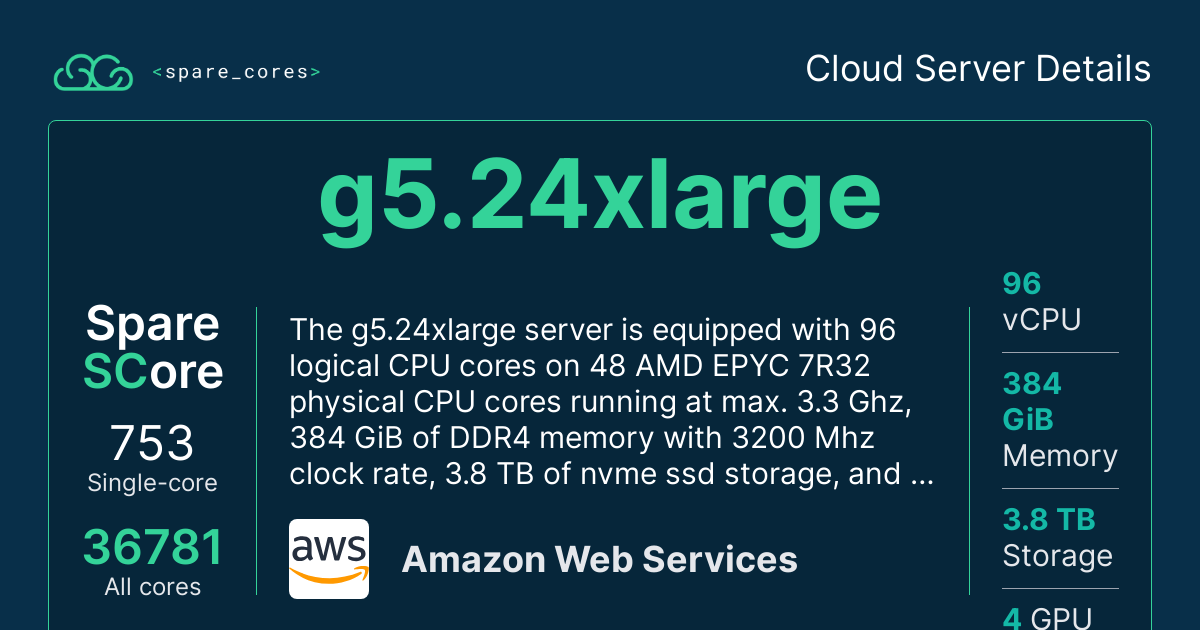 <spare_cores>
Cloud Server Details
g5.24xlarge
Spare
SCore
753
Single-core
36781
All cores
The g5.24xlarge server is equipped with 96
logical CPU cores on 48 AMD EPYC 7R32
physical CPU cores running at max. 3.3 Ghz,
384 GiB of DDR4 memory with 3200 Mhz
clock rate, 3.8 TB of nvme ssd storage, and ...
aws
Amazon Web Services
96
vCPU
384
GiB
Memory
3.8 TB
Storage
4 GPU